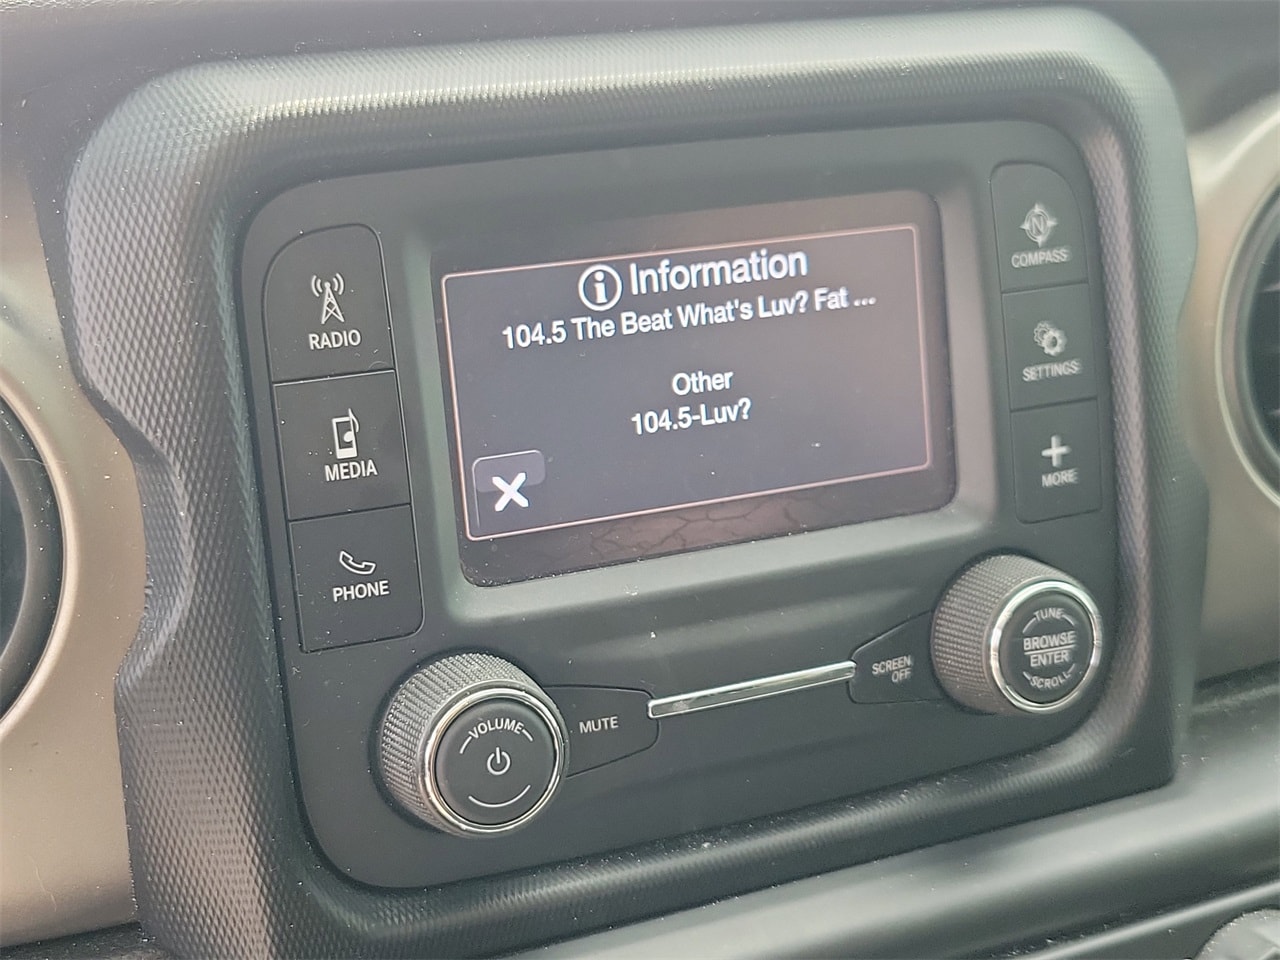 RADIO
MEDIA
PHONE
i Information
104.5 The Beat What's Luv? Fat ...
Other
104.5-Luv?
X
N
COMPASS
SETTINGS
+
MORE
VOLUME
MUTE
SCREEN
OFF
TUNE
BROWSE
ENTER
SCROLL